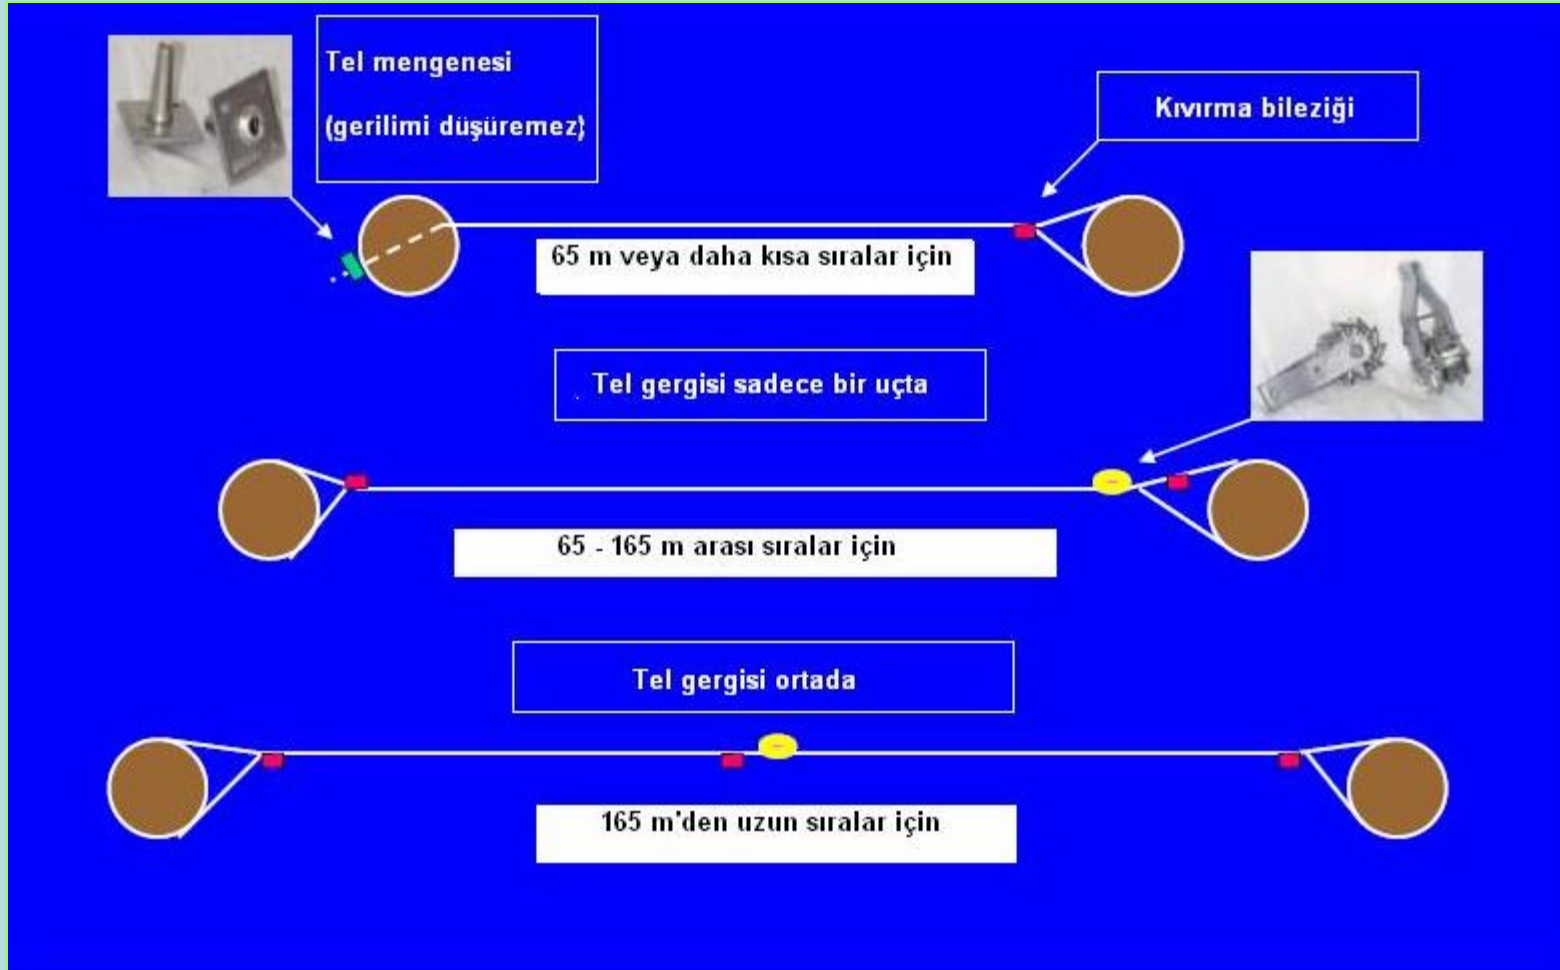 Tel mengenesi
(gerilimi düşüremez)
Kıvırma bileziği
65 m veya daha kısa sıralar için
Tel gergisi sadece bir uçta
65 - 165 m arası sıralar için
Tel gergisi ortada
165 m'den uzun sıralar için